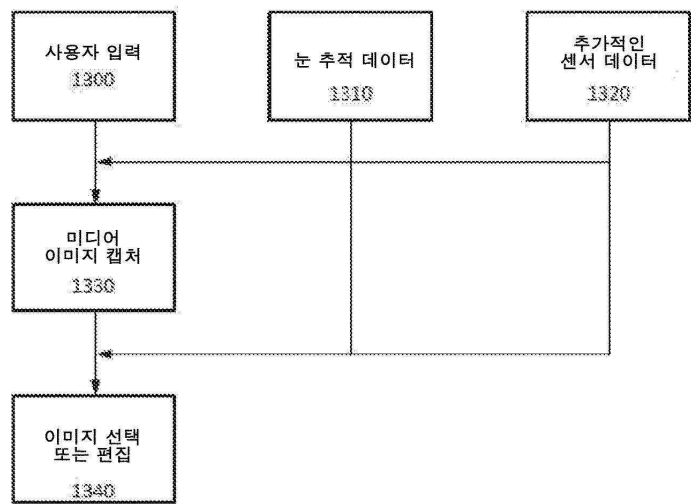 사용자 입력
1300
눈 추적 데이터
1310
추가적인
센서 데이터
1320
미디어
이미지 캡처
1330
이미지 선택
또는 편집
1340